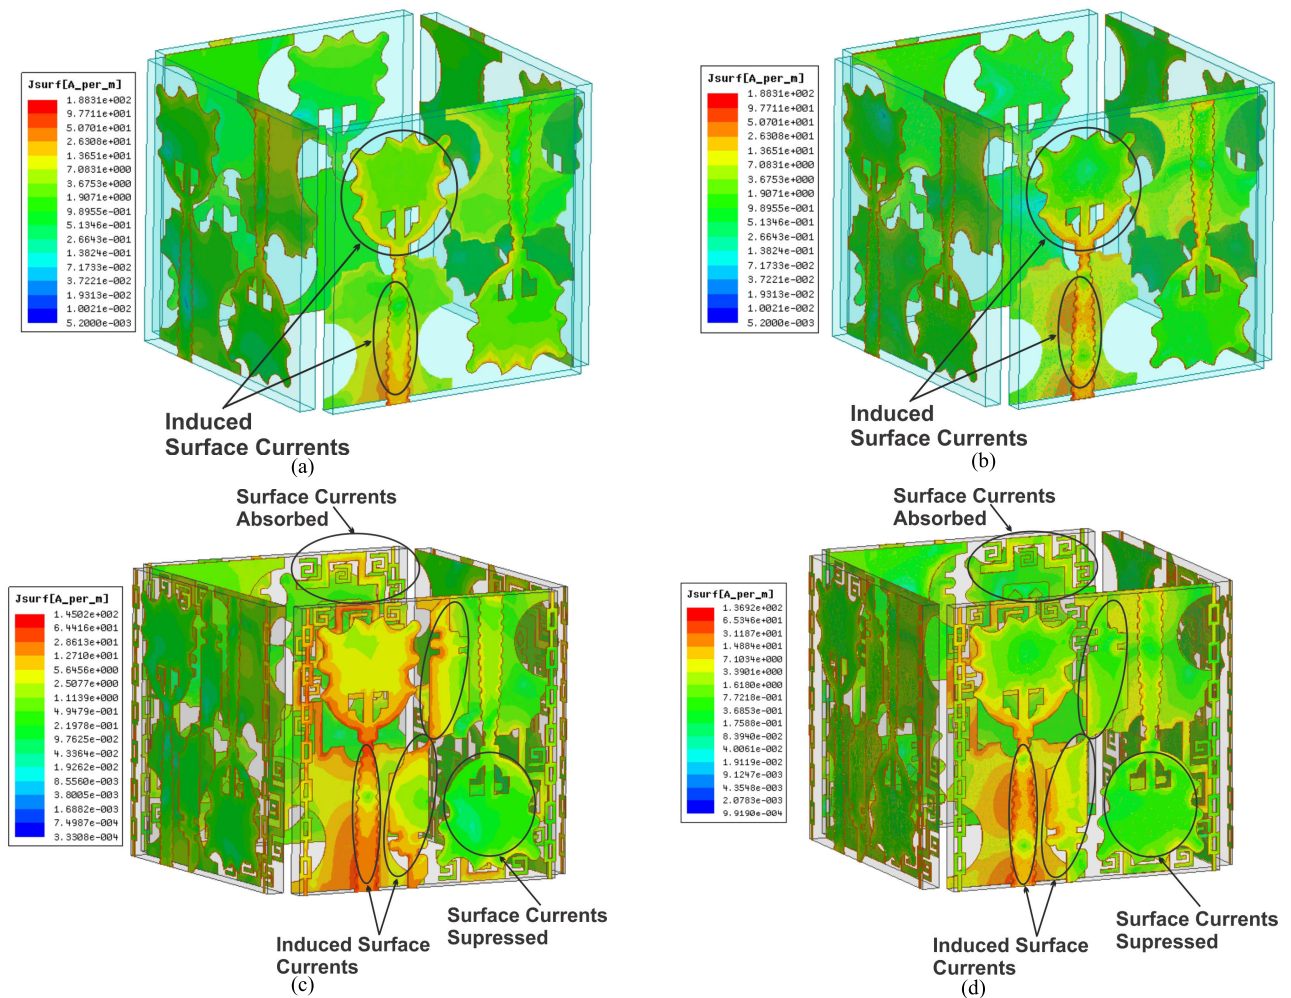 Jsurf[A_per_m]
1.8831e+002
9.7711e+001
5.0701e+001
2.6308e+001
1.3651e+001
7.0831e+000
3.6753e+000
1.9071e+000
9.8955e-001
5.1346e-001
2.6643e-001
1.3824e-001
7.1733e-002
3.7221e-002
1.9313e-002
1.0021e-002
5.2000e-003
Induced
Surface Currents
(a)
Jsurf[A_per_m]
1.8831e+002
9.7711e+001
5.0701e+001
2.6308e+001
1.3651e+001
7.0831e+000
3.6753e+000
1.9071e+000
9.8955e-001
5.1346e-001
2.6643e-001
1.3824e-001
7.1733e-002
3.7221e-002
1.9313e-002
1.0021e-002
5.2000e-003
Induced
Surface Currents
(b)
Surface Currents
Absorbed
Jsurf[A_per_m]
1.4502e+002
6.4416e+001
2.8613e+001
1.2710e+001
5.6456e+000
2.5077e+000
1.1139e+000
4.9479e-001
2.1978e-001
9.7625e-002
4.3364e-002
1.9262e-002
8.5560e-003
3.8005e-003
1.6882e-003
7.4987e-004
3.3308e-004
Surface Currents
Supressed
Induced Surface
Currents
(c)
Surface Currents
Absorbed
Jsurf[A_per_m]
1.3692e+002
6.5346e+001
3.1187e+001
1.4884e+001
7.1034e+000
3.3901e+000
1.6180e+000
7.7218e-001
3.6853e-001
1.7588e-001
8.3940e-002
4.0061e-002
1.9119e-002
9.1247e-003
4.3548e-003
2.0783e-003
9.9190e-004
Surface Currents
Supressed
Induced Surface
Currents
(d)